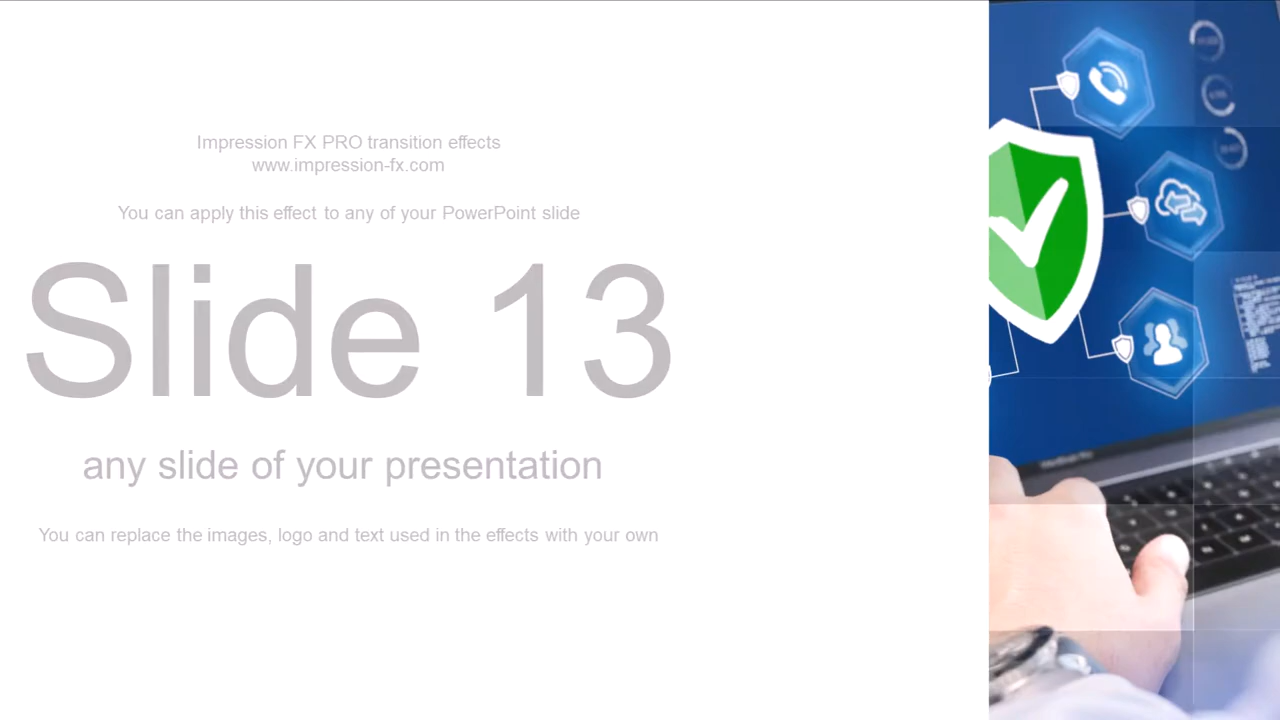 Impression FX PRO transition effects
www.impression-fx.com
You can apply this effect to any of your PowerPoint slide
Slide 13
any slide of your presentation
You can replace the images, logo and text used in the effects with your own